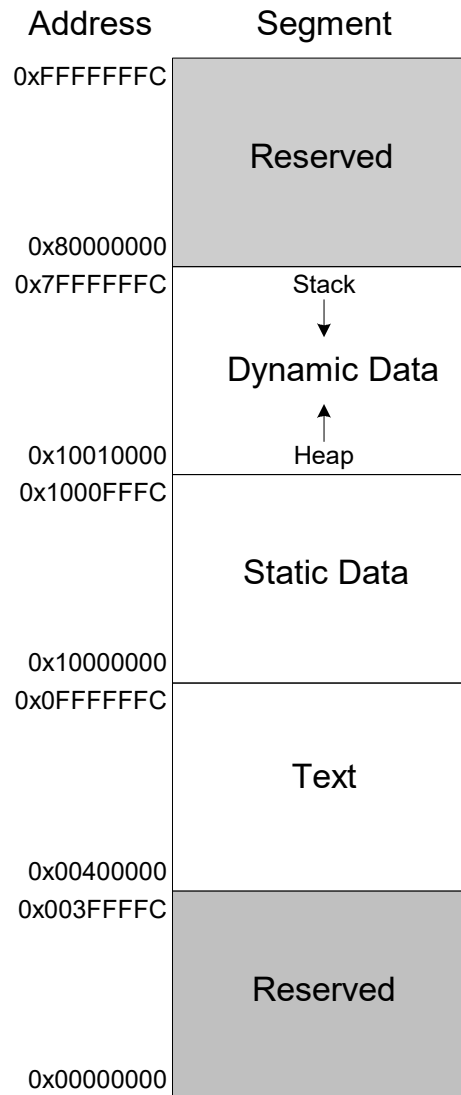 Address Segment
0xFFFFFFFC
Reserved
0x80000000
0x7FFFFFFC Stack
Dynamic Data
0x10010000 Heap
0x1000FFFC
Static Data
0x10000000
0x0FFFFFFC
Text
0x00400000
0x003FFFFC
Reserved
0x00000000